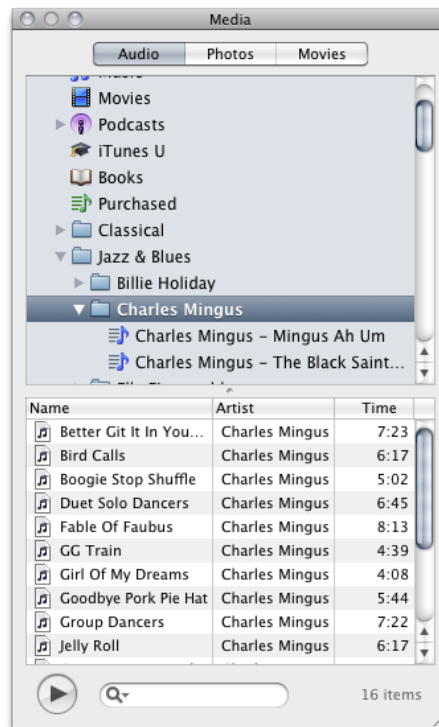 Media
Audio Photos Movies
Movies
Podcasts
iTunes U
Books
Purchased
Classical
Jazz & Blues
Billie Holiday
Charles Mingus
Charles Mingus – Mingus Ah Um
Charles Mingus – The Black Saint...
Name Artist Time
Better Git It In You... Charles Mingus 7:23
Bird Calls Charles Mingus 6:17
Boogie Stop Shuffle Charles Mingus 5:02
Duet Solo Dancers Charles Mingus 6:45
Fable Of Faubus Charles Mingus 8:13
GG Train Charles Mingus 4:39
Girl Of My Dreams Charles Mingus 4:08
Goodbye Pork Pie Hat Charles Mingus 5:44
Group Dancers Charles Mingus 7:22
Jelly Roll Charles Mingus 6:17
16 items